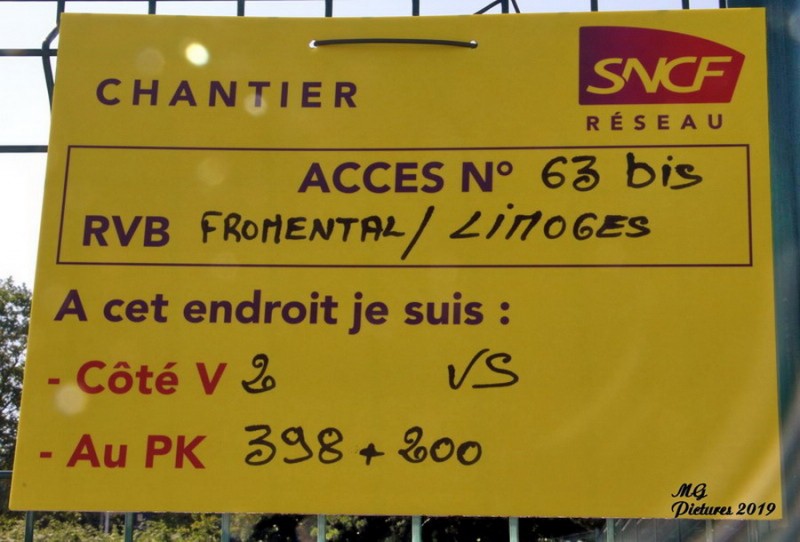 CHANTIER
SNCF
RÉSEAU
ACCES N° 63 bis
RVB FROMENTAL / LIMOGES
A cet endroit je suis :
- Côté V 2 VS
- Au PK 398 + 200
MG
Pictures 2019